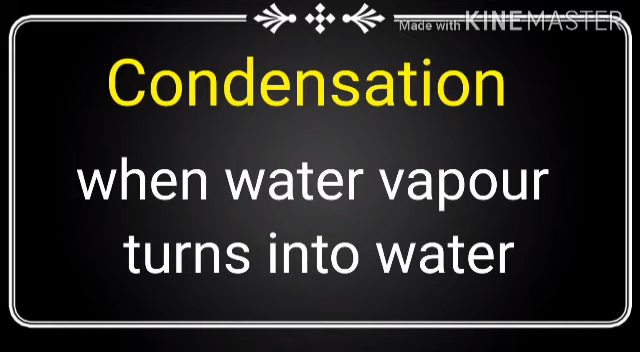 Made with KINEMASTER
Condensation
when water vapour
turns into water